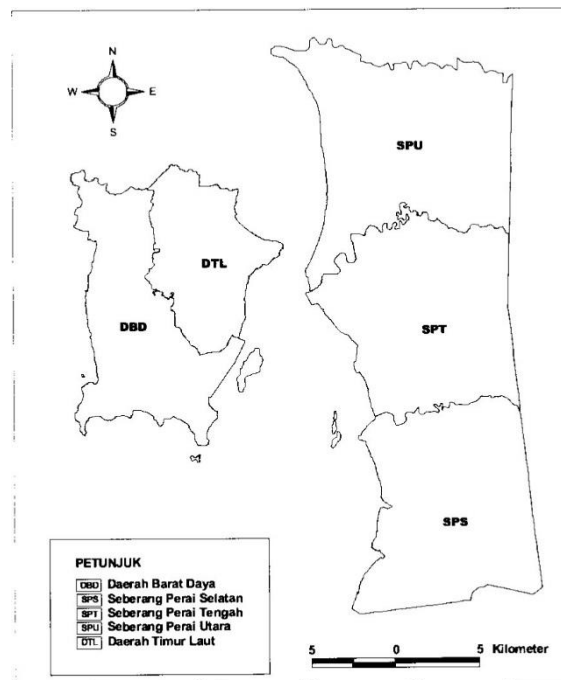 N
W E
S
SPU
DTL
DBD
SPT
SPS
PETUNJUK
DBD Daerah Barat Daya
SPS Seberang Perai Selatan
SPT Seberang Perai Tengah
SPU Seberang Perai Utara
DTL Daerah Timur Laut
5 0 5 Kilometer